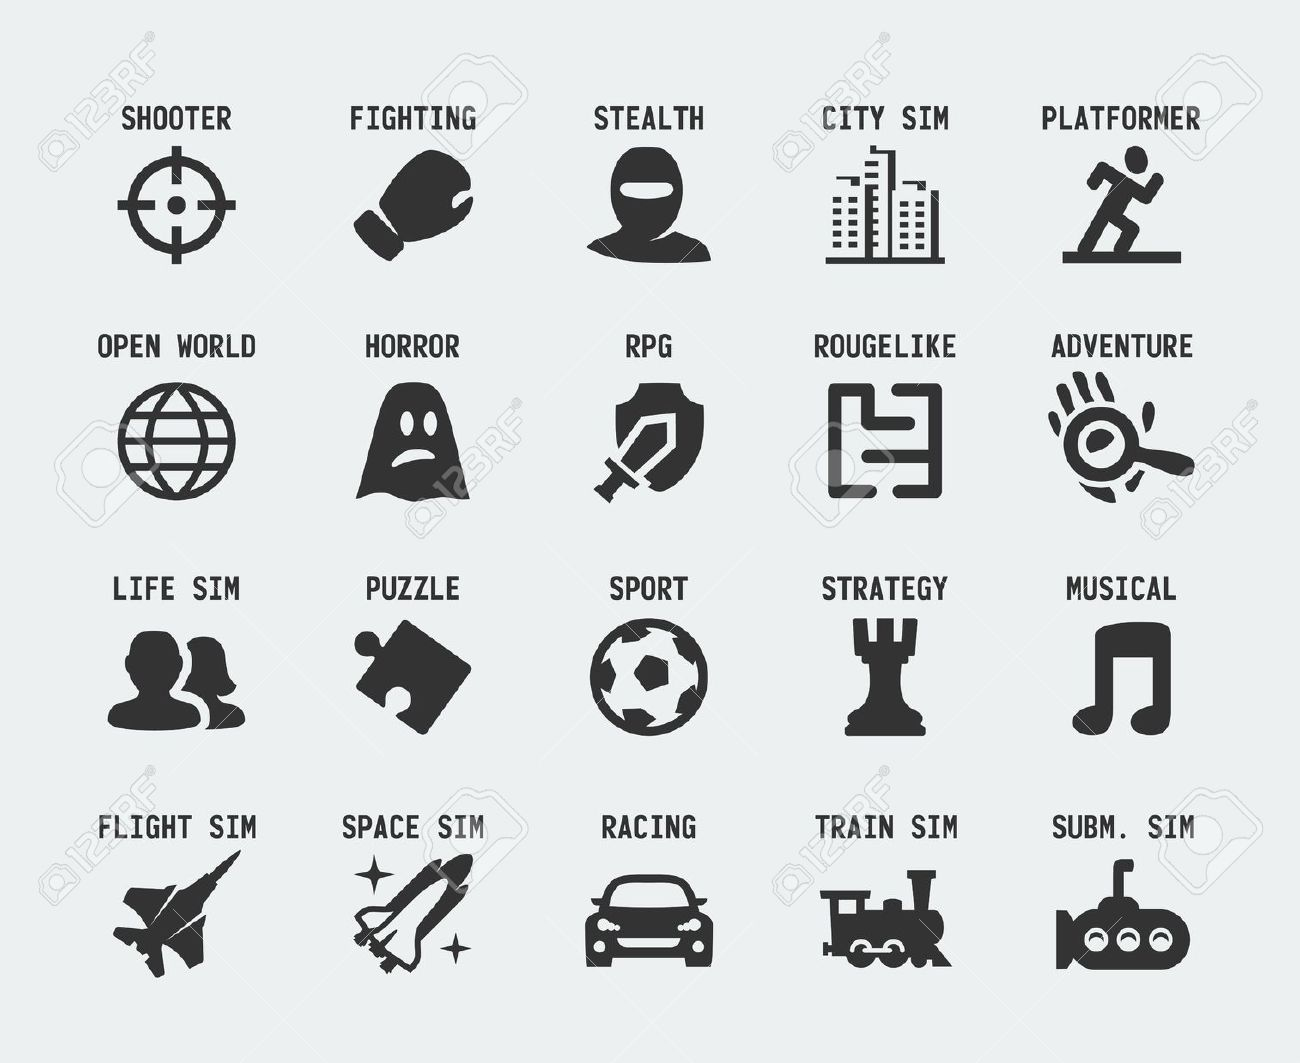 SHOOTER FIGHTING STEALTH CITY SIM PLATFORMER
OPEN WORLD HORROR RPG ROUGELIKE ADVENTURE
LIFE SIM PUZZLE SPORT STRATEGY MUSICAL
FLIGHT SIM SPACE SIM RACING TRAIN SIM SUBM. SIM
123RF